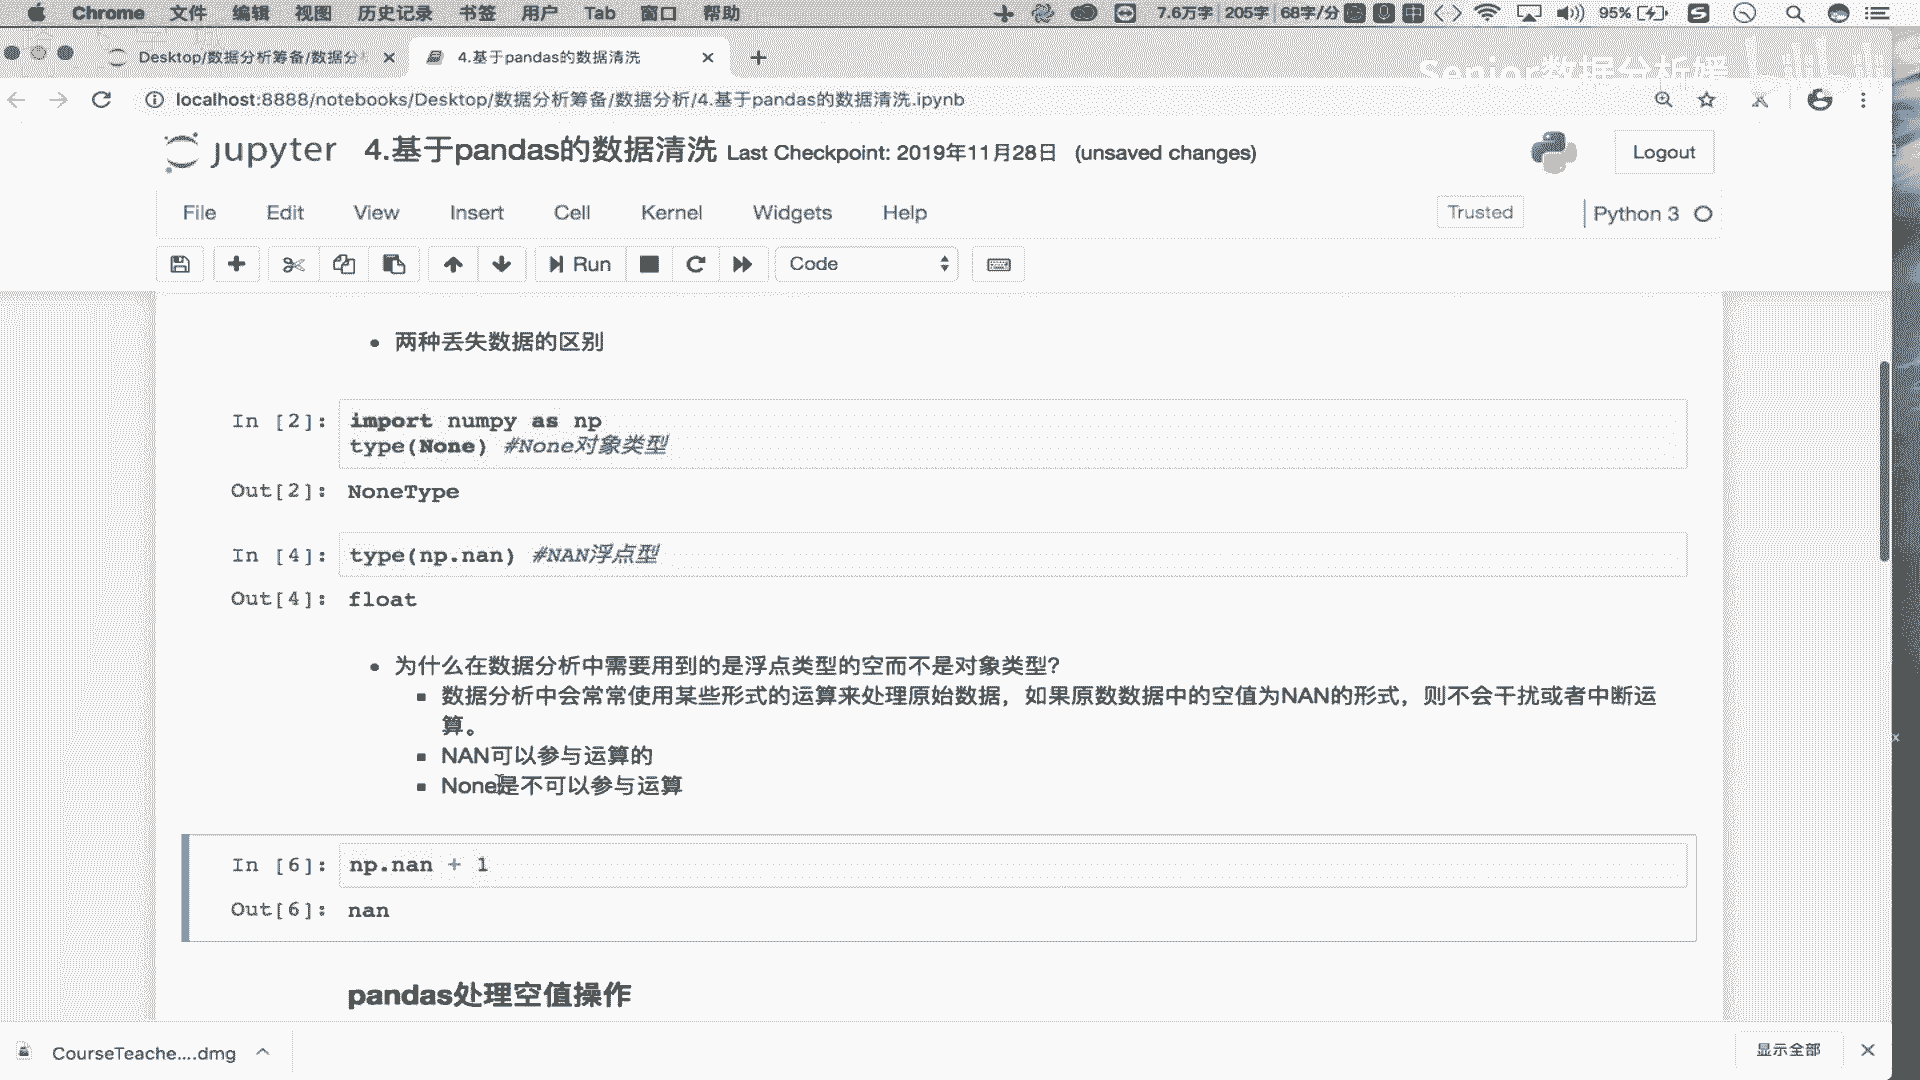 Chrome 文件 编辑 视图 历史记录 书签 用户 Tab 窗口 帮助 7.6万字 205字 68字/分 中 95%
Desktop/数据分析筹备/数据分 4.基于pandas的数据清洗
Senior数据分析媛 bilibili
localhost:8888/notebooks/Desktop/数据分析筹备/数据分析/4.基于pandas的数据清洗.ipynb
jupyter 4.基于pandas的数据清洗 Last Checkpoint: 2019年11月28日 (unsaved changes) Logout
File Edit View Insert Cell Kernel Widgets Help Trusted Python 3
Run Code
两种丢失数据的区别
In [2]: import numpy as np
type(None) #None对象类型
Out[2]: NoneType
In [4]: type(np.nan) #NAN浮点型
Out[4]: float
为什么在数据分析中需要用到的是浮点类型的空而不是对象类型?
数据分析中会常常使用某些形式的运算来处理原始数据，如果原数数据中的空值为NAN的形式，则不会干扰或者中断运
算。
NAN可以参与运算的
None是不可以参与运算
In [6]: np.nan + 1
Out[6]: nan
pandas处理空值操作
CourseTeache....dmg 显示全部